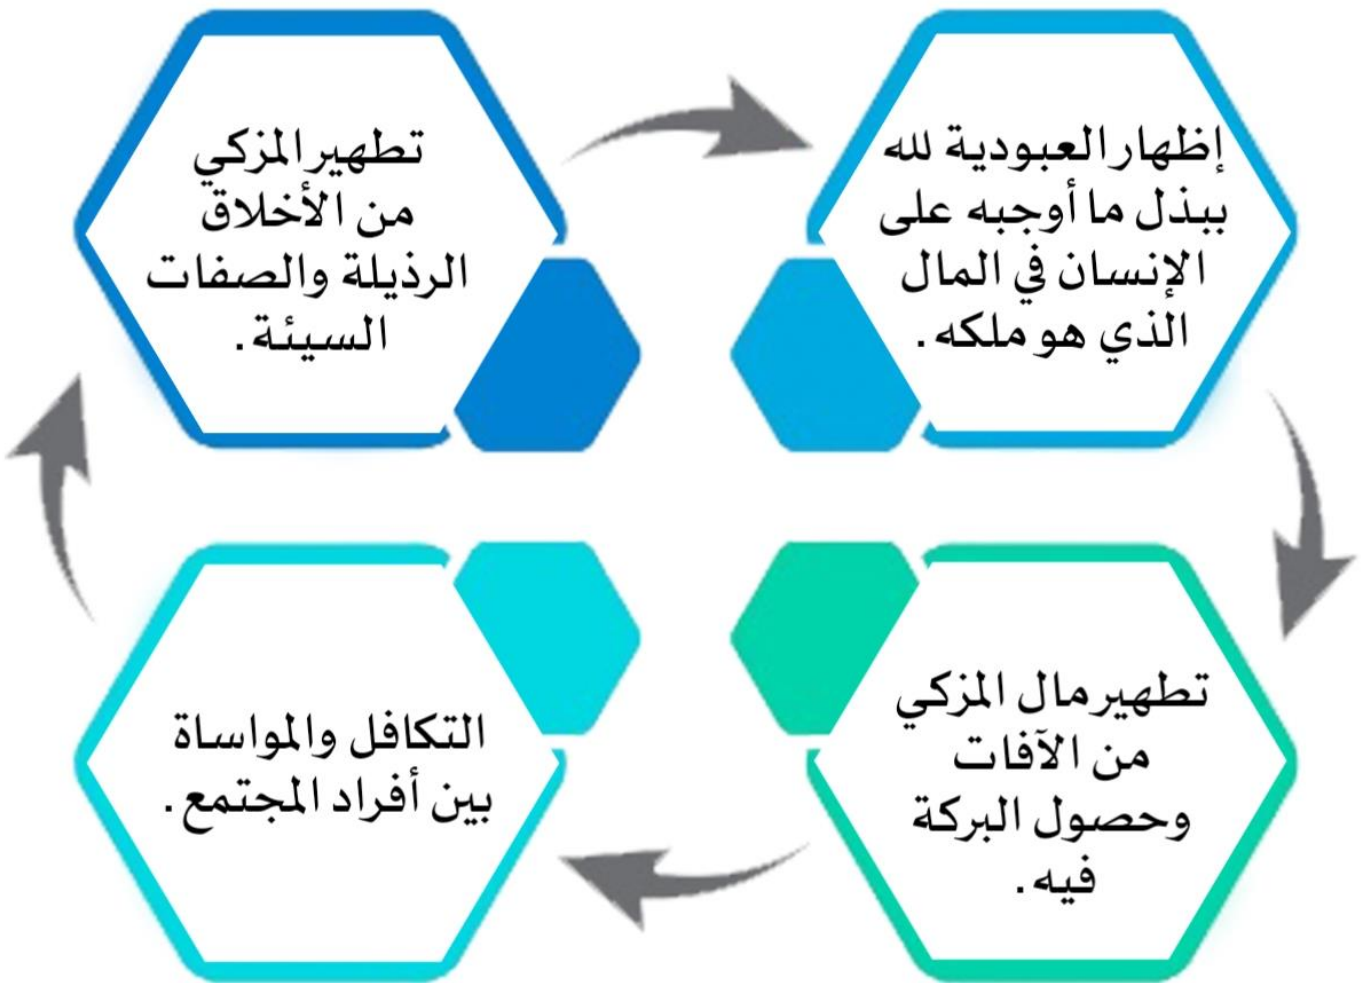 إظهار العبودية لله
ببذل ما أوجبه على
الإنسان في المال
الذي هو ملكه.
تطهير المزكي
من الأخلاق
الرذيلة والصفات
السيئة.
تطهير مال المزكي
من الآفات
وحصول البركة
فيه.
التكافل والمواساة
بين أفراد المجتمع.